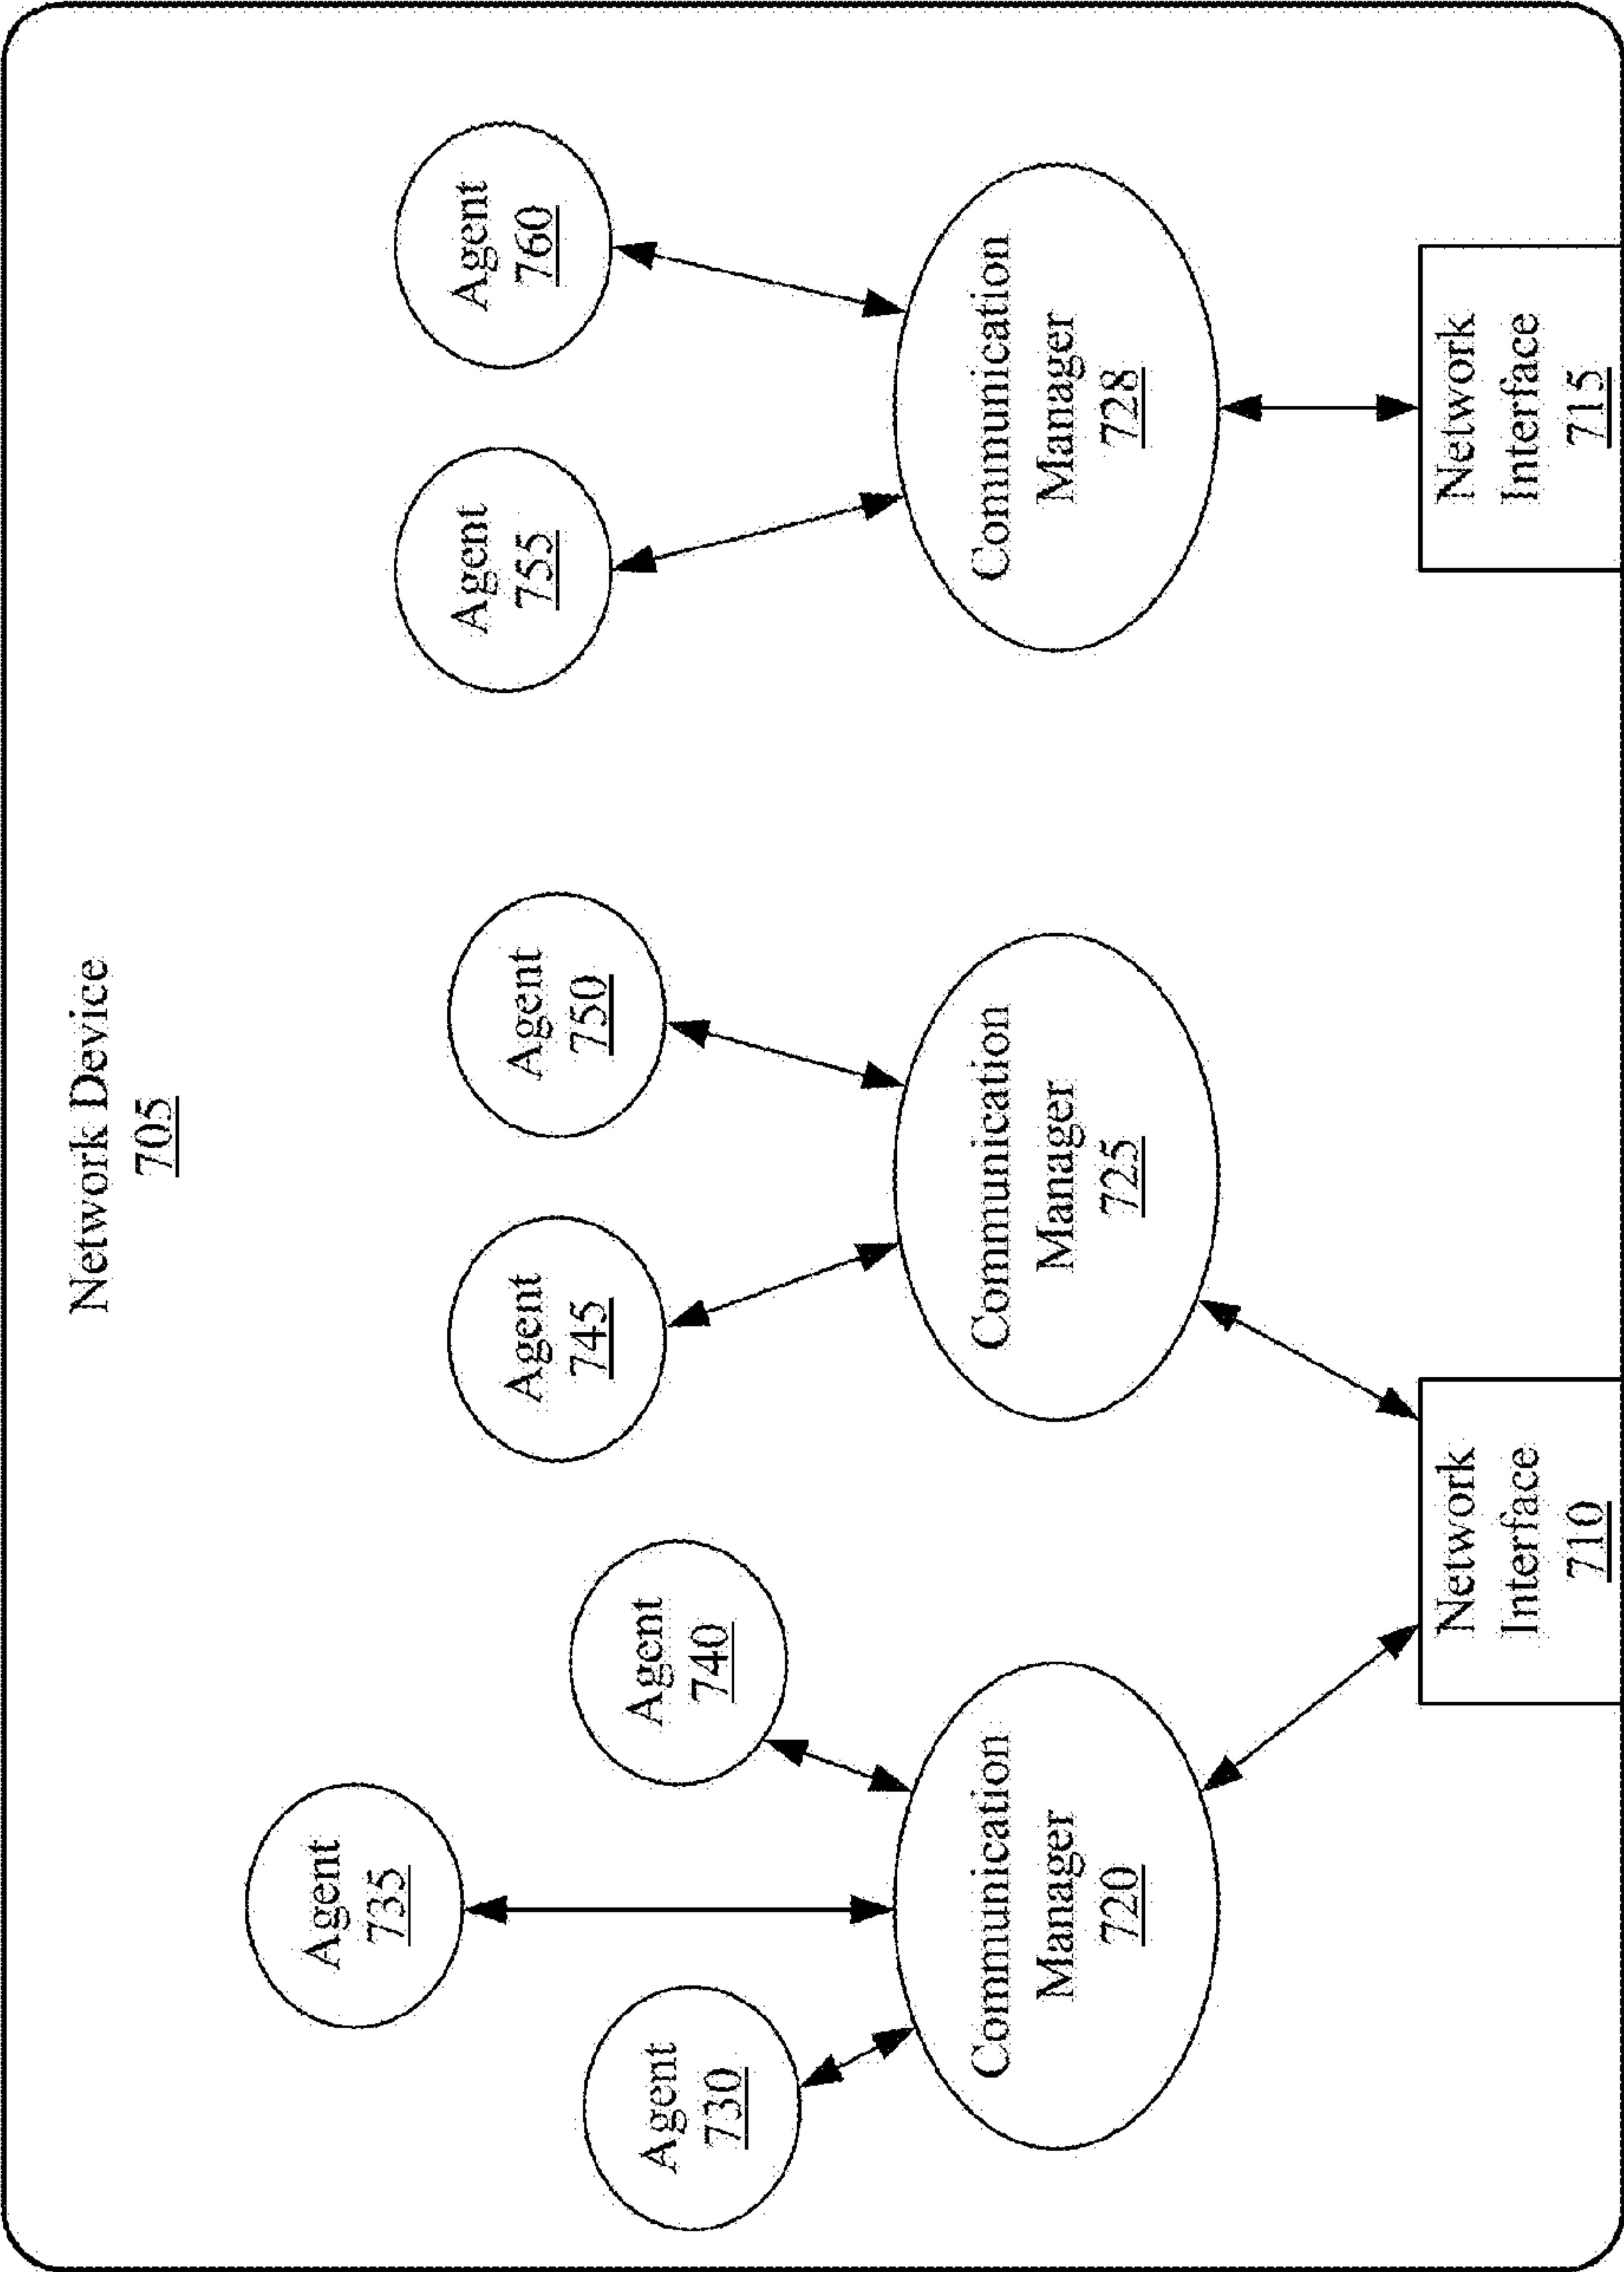 Network Device
705
Agent
735
Agent
730
Agent
740
Agent
745
Agent
750
Agent
755
Agent
760
Communication
Manager
720
Communication
Manager
725
Communication
Manager
728
Network
Interface
710
Network
Interface
715